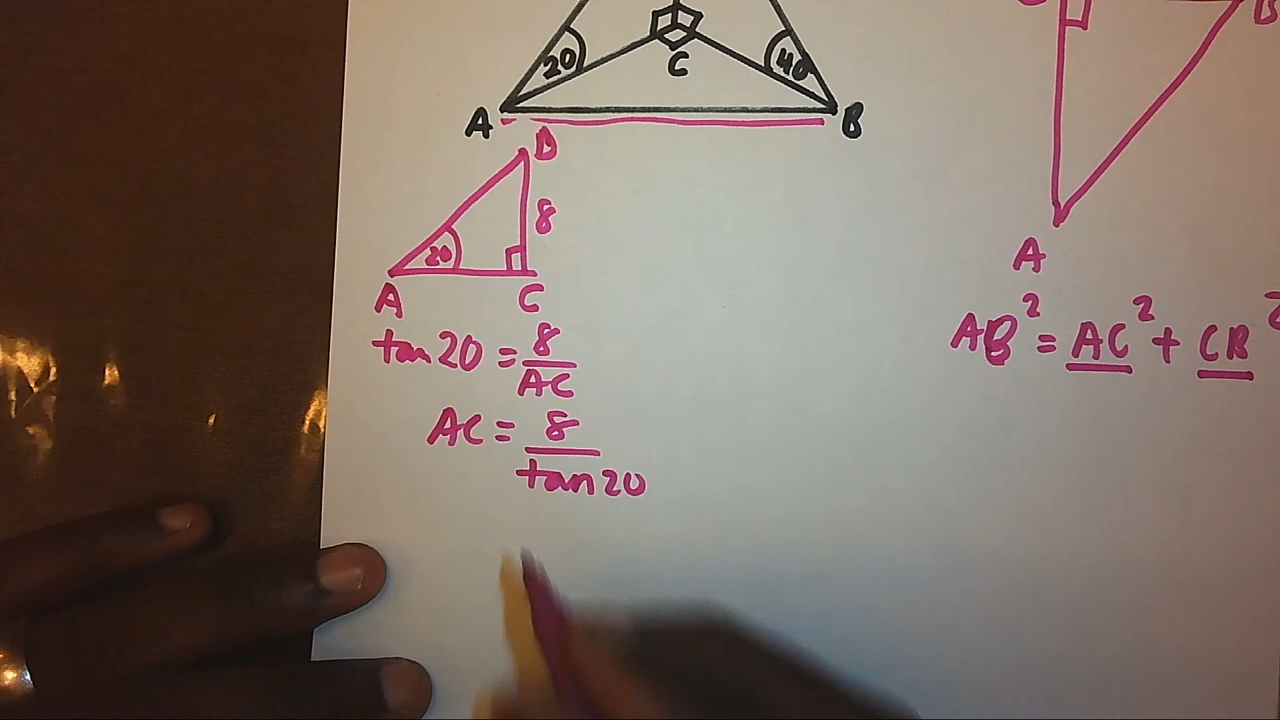 20
C
40
A
B
D
8
20
A
C
tan 20 = 8/AC
AC = 8/tan 20
B
A
AB² = AC² + CB²